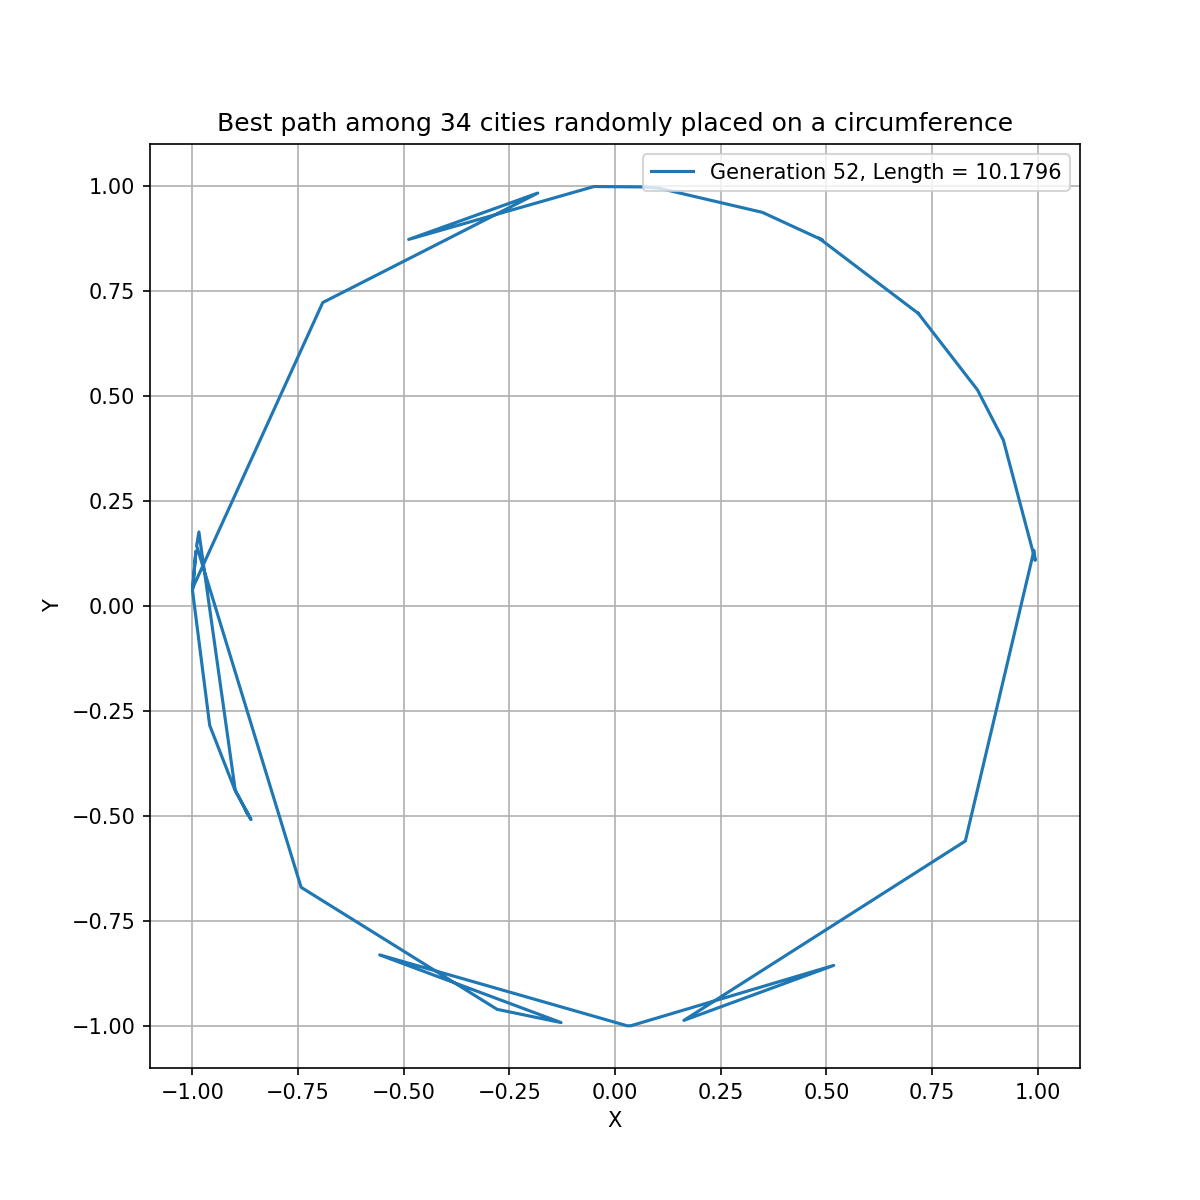 Best path among 34 cities randomly placed on a circumference
Generation 52, Length = 10.1796
1.00
0.75
0.50
0.25
0.00
−0.25
−0.50
−0.75
−1.00
Y
−1.00 −0.75 −0.50 −0.25 0.00 0.25 0.50 0.75 1.00
X